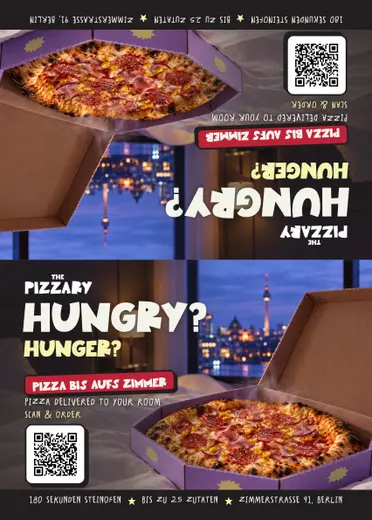 180 SEKUNDEN STEINOFEN ★ BIS ZU 25 ZUTATEN ★ ZIMMERSTRASSE 91, BERLIN
SCAN & ORDER
PIZZA DELIVERED TO YOUR ROOM
PIZZA BIS AUFS ZIMMER
HUNGER?
HUNGRY?
THE
PIZZARY
THE
PIZZARY
HUNGRY?
HUNGER?
PIZZA BIS AUFS ZIMMER
PIZZA DELIVERED TO YOUR ROOM
SCAN & ORDER
180 SEKUNDEN STEINOFEN ★ BIS ZU 25 ZUTATEN ★ ZIMMERSTRASSE 91, BERLIN